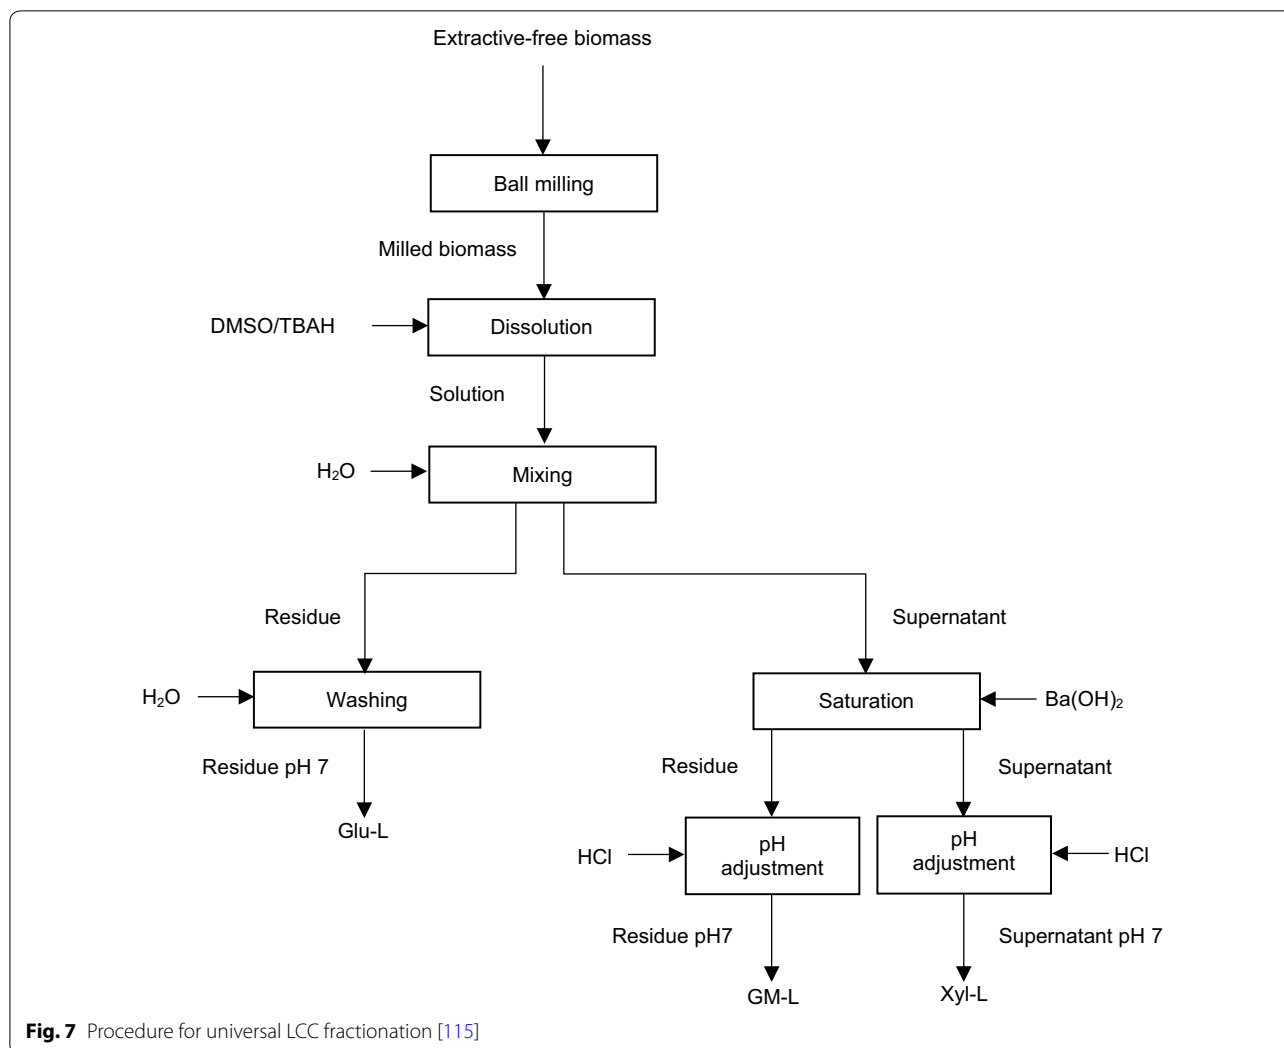 Extractive-free biomass
Ball milling
Milled biomass
DMSO/TBAH
Dissolution
Solution
H₂O
Mixing
Residue
Supernatant
H₂O
Washing
Saturation
Ba(OH)₂
Residue pH 7
Residue
Supernatant
Glu-L
HCl
pH
adjustment
pH
adjustment
HCl
Residue pH7
Supernatant pH 7
GM-L
Xyl-L
Fig. 7 Procedure for universal LCC fractionation [115]